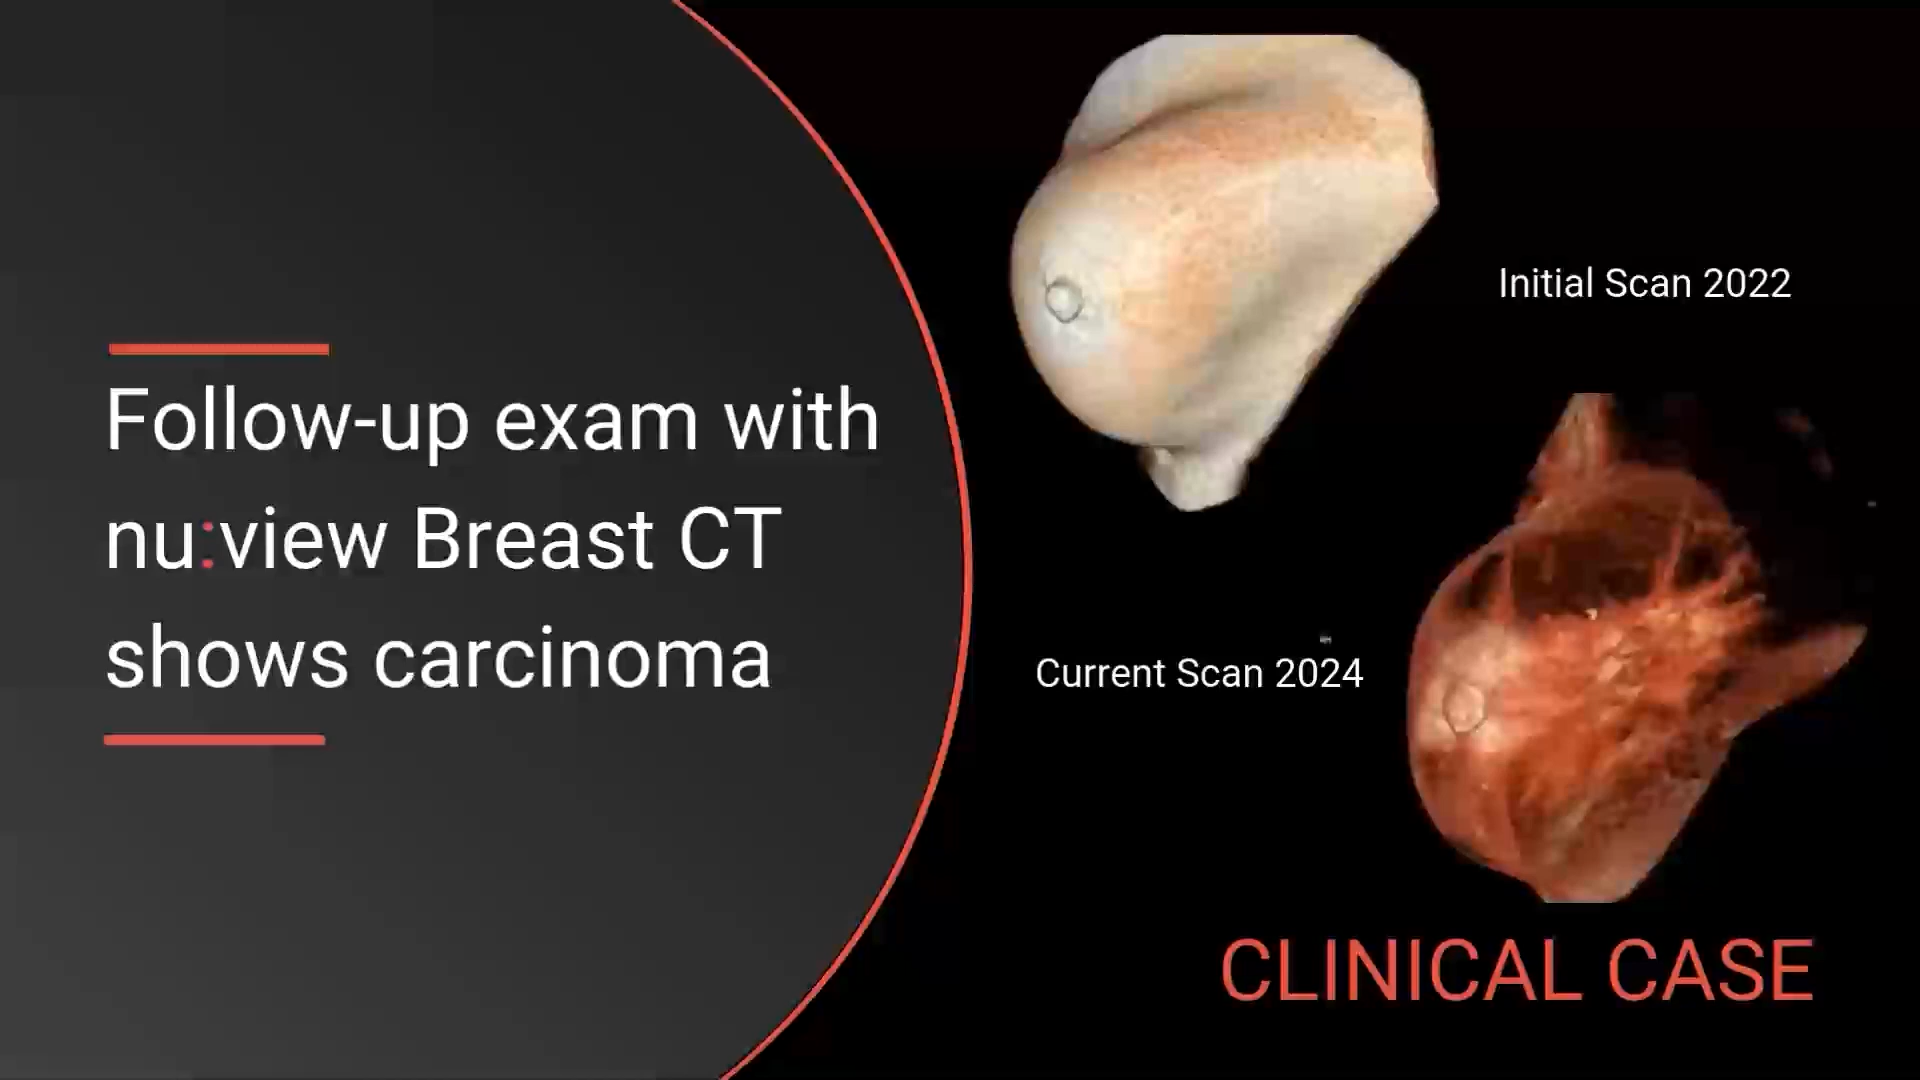 Follow-up exam with
nu:view Breast CT
shows carcinoma
Initial Scan 2022
Current Scan 2024
CLINICAL CASE